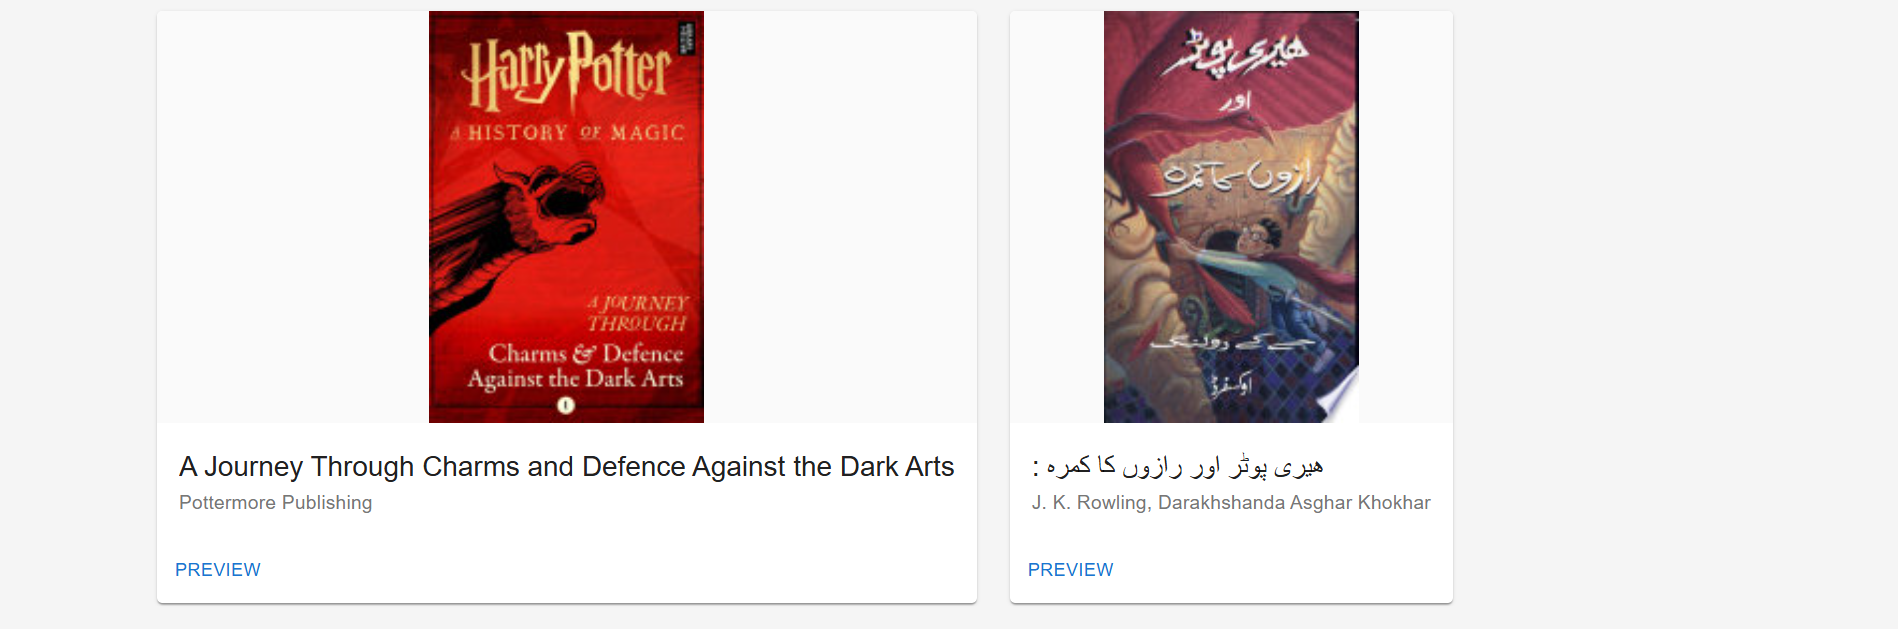 Harry Potter
A HISTORY OF MAGIC
A JOURNEY
THROUGH
Charms & Defence
Against the Dark Arts
A Journey Through Charms and Defence Against the Dark Arts
Pottermore Publishing
PREVIEW
ھیری پوٹر
اور
رازوں کا کمرہ
جے کے رولنگ
اوکسفرڈ
ھیری پوٹر اور رازوں کا کمرہ :
J. K. Rowling, Darakhshanda Asghar Khokhar
PREVIEW